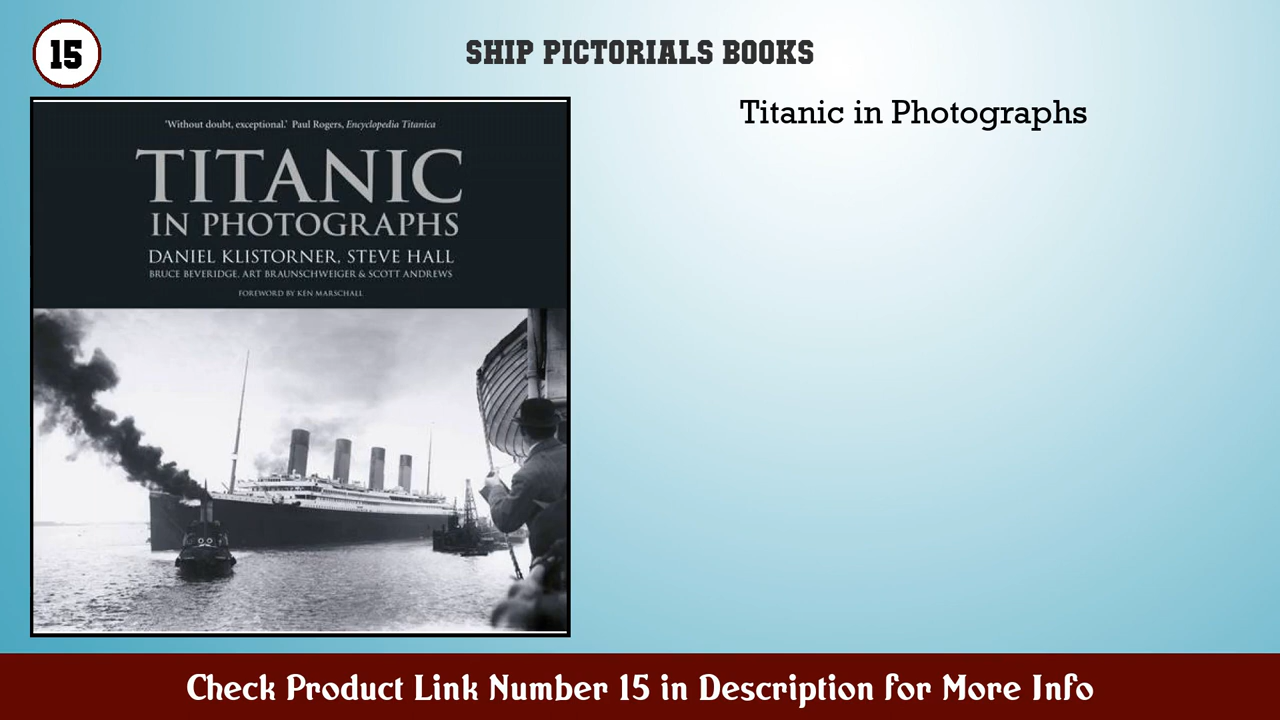 15
SHIP PICTORIALS BOOKS
Titanic in Photographs
'Without doubt, exceptional.' Paul Rogers, Encyclopedia Titanica
TITANIC
IN PHOTOGRAPHS
DANIEL KLISTORNER, STEVE HALL
BRUCE BEVERIDGE, ART BRAUNSCHWEIGER & SCOTT ANDREWS
FOREWORD BY KEN MARSCHALL
Check Product Link Number 15 in Description for More Info